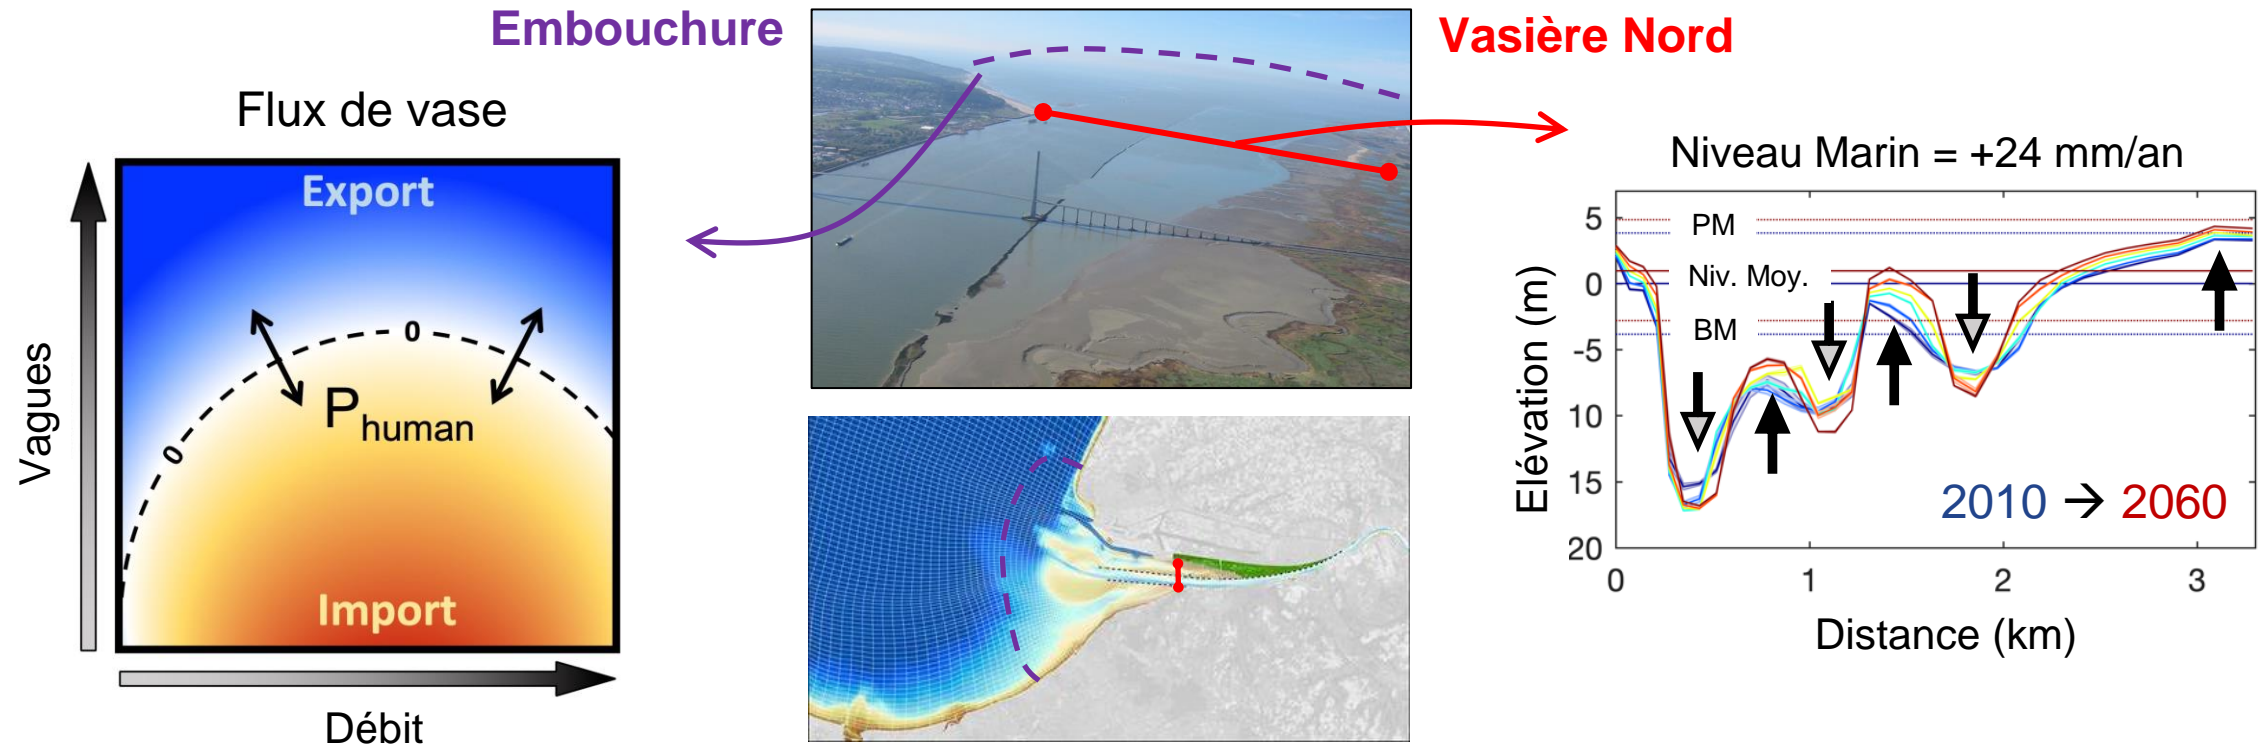 Embouchure
Vasière Nord
Flux de vase
Export
0
0
P human
Import
Vagues
Débit
Niveau Marin = +24 mm/an
PM
Niv. Moy.
BM
5
0
-5
10
15
20
0
1
2
3
Elévation (m)
2010 → 2060
Distance (km)